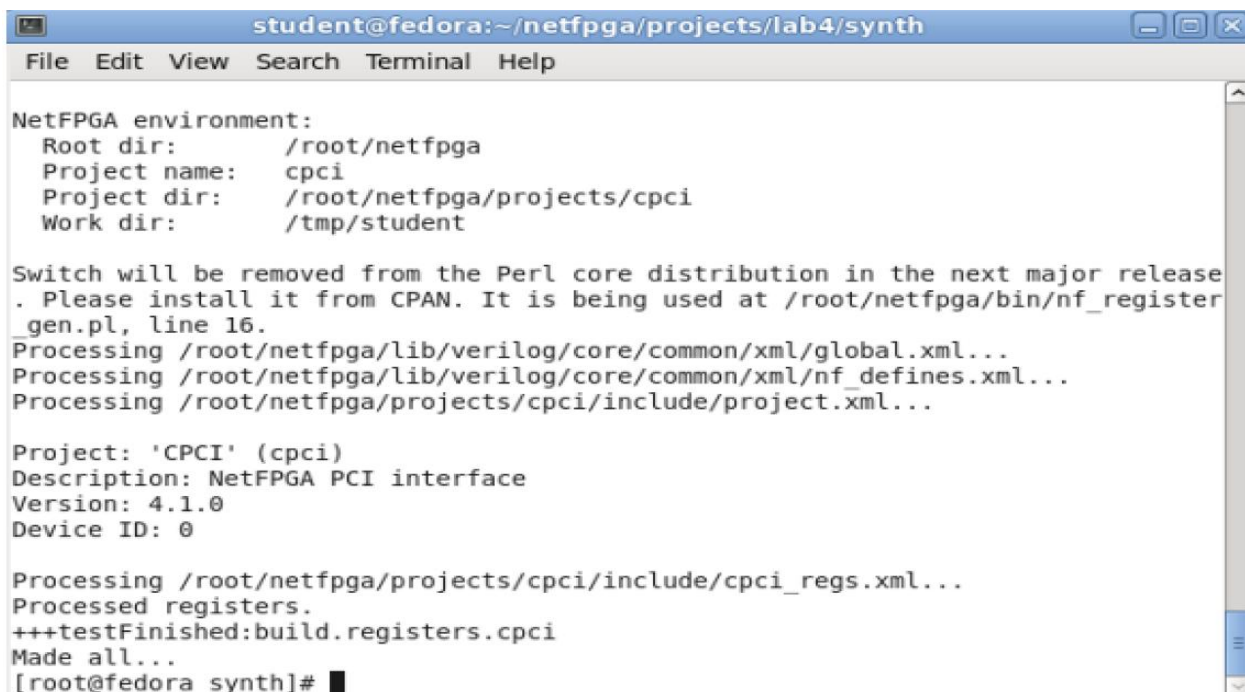 student@fedora:~/netfpga/projects/lab4/synth
File Edit View Search Terminal Help
NetFPGA environment:
Root dir: /root/netfpga
Project name: cpci
Project dir: /root/netfpga/projects/cpci
Work dir: /tmp/student
Switch will be removed from the Perl core distribution in the next major release
. Please install it from CPAN. It is being used at /root/netfpga/bin/nf_register
_gen.pl, line 16.
Processing /root/netfpga/lib/verilog/core/common/xml/global.xml...
Processing /root/netfpga/lib/verilog/core/common/xml/nf_defines.xml...
Processing /root/netfpga/projects/cpci/include/project.xml...
Project: 'CPCI' (cpci)
Description: NetFPGA PCI interface
Version: 4.1.0
Device ID: 0
Processing /root/netfpga/projects/cpci/include/cpci_regs.xml...
Processed registers.
+++testFinished:build.registers.cpci
Made all...
[root@fedora synth]#